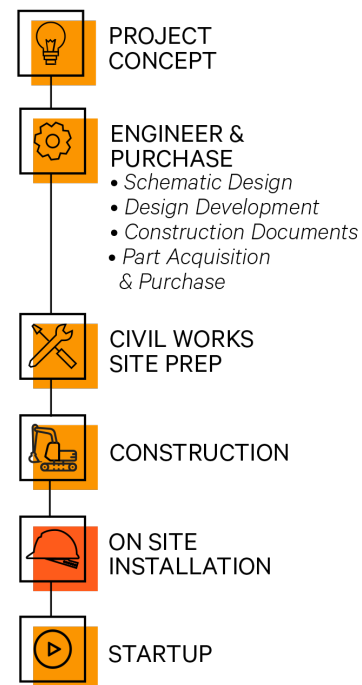 PROJECT
CONCEPT
ENGINEER &
PURCHASE
• Schematic Design
• Design Development
• Construction Documents
• Part Acquisition
& Purchase
CIVIL WORKS
SITE PREP
CONSTRUCTION
ON SITE
INSTALLATION
STARTUP